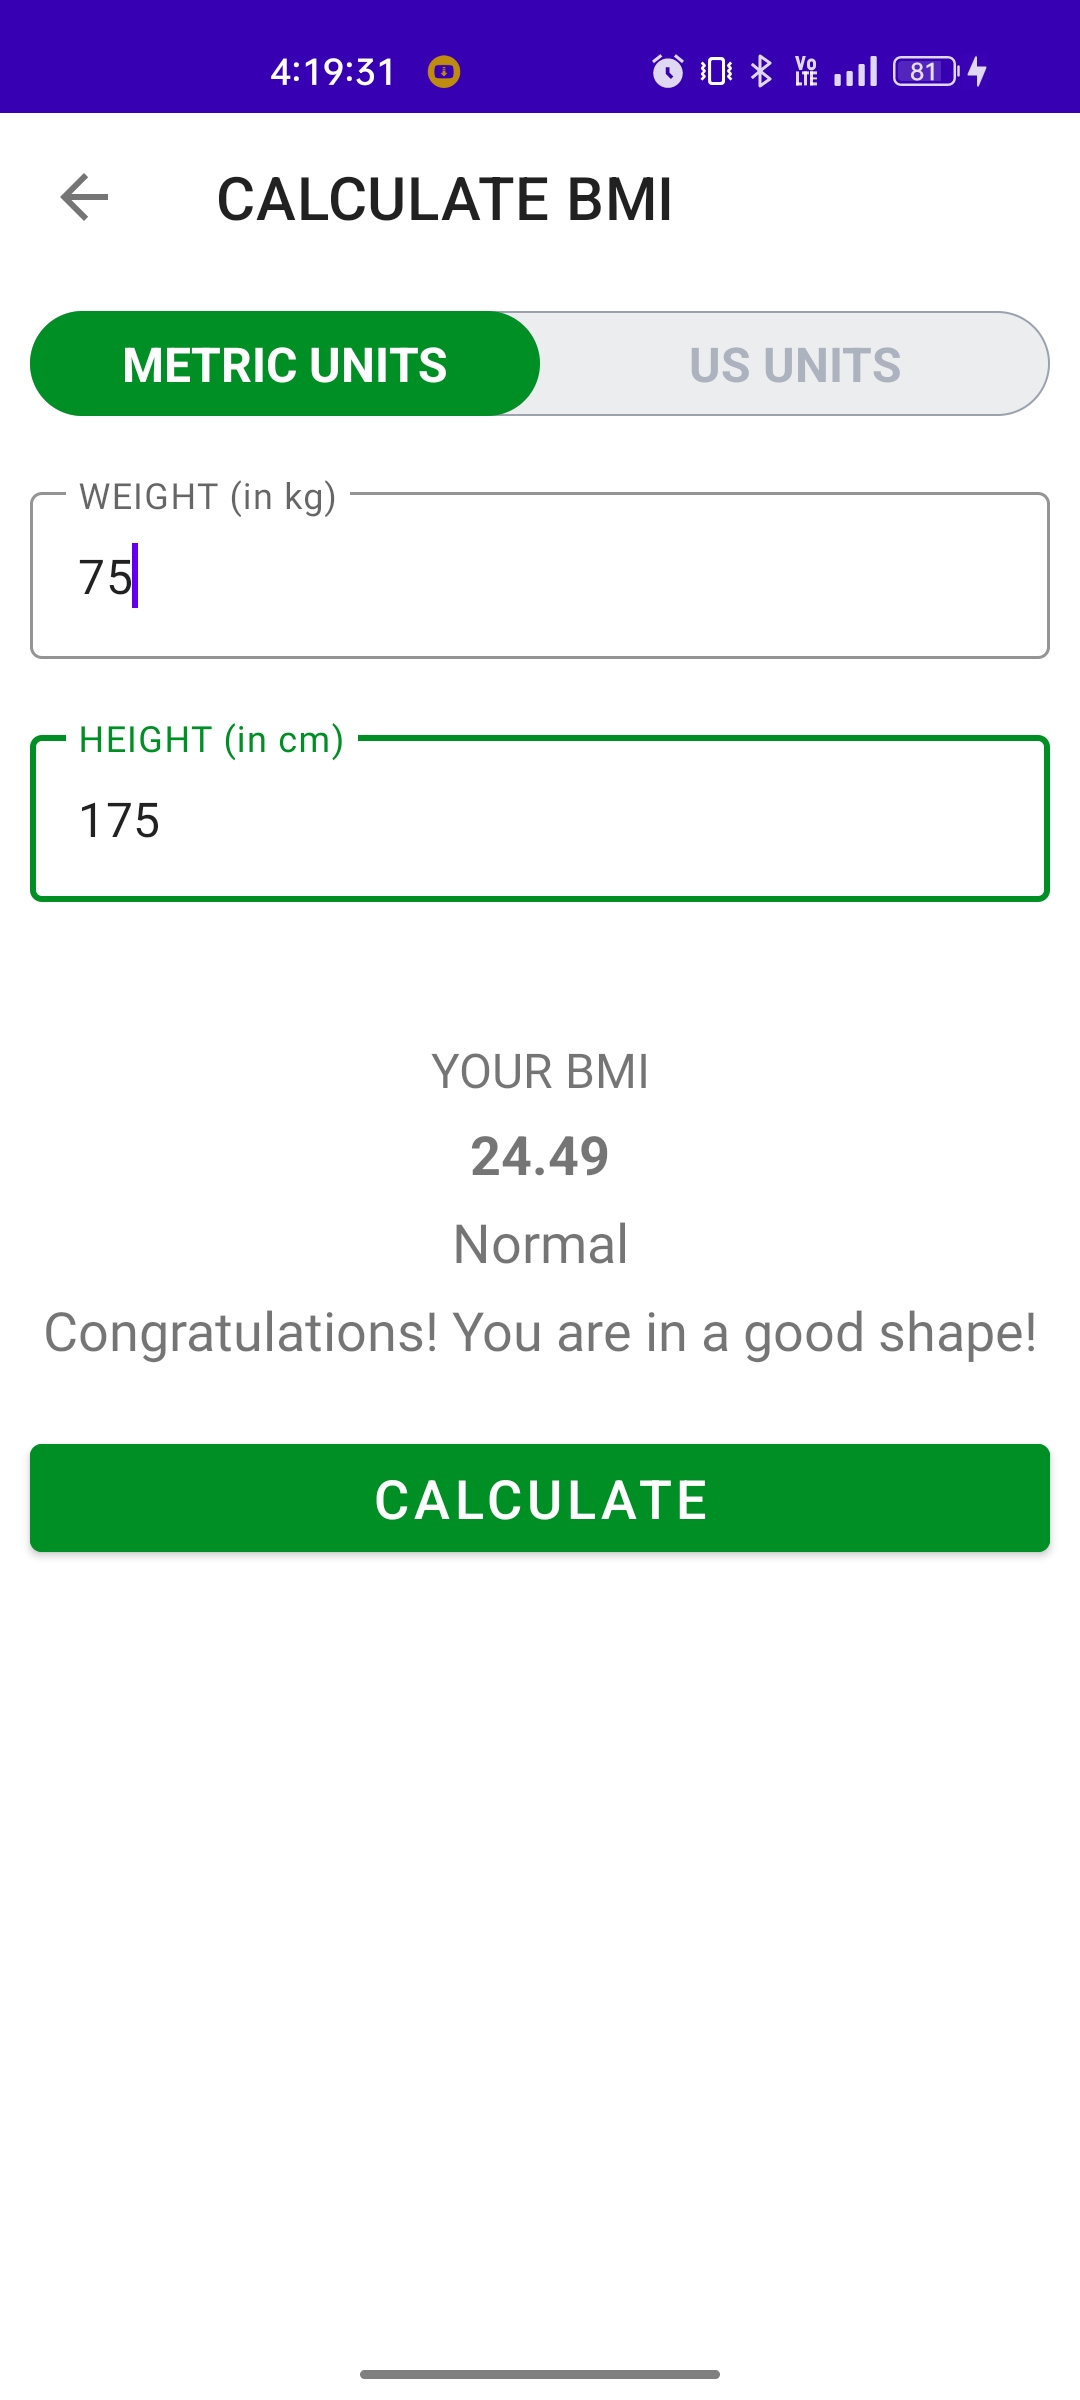 4:19:31 Vo LTE 81
CALCULATE BMI
METRIC UNITS US UNITS
WEIGHT (in kg)
75
HEIGHT (in cm)
175
YOUR BMI
24.49
Normal
Congratulations! You are in a good shape!
CALCULATE